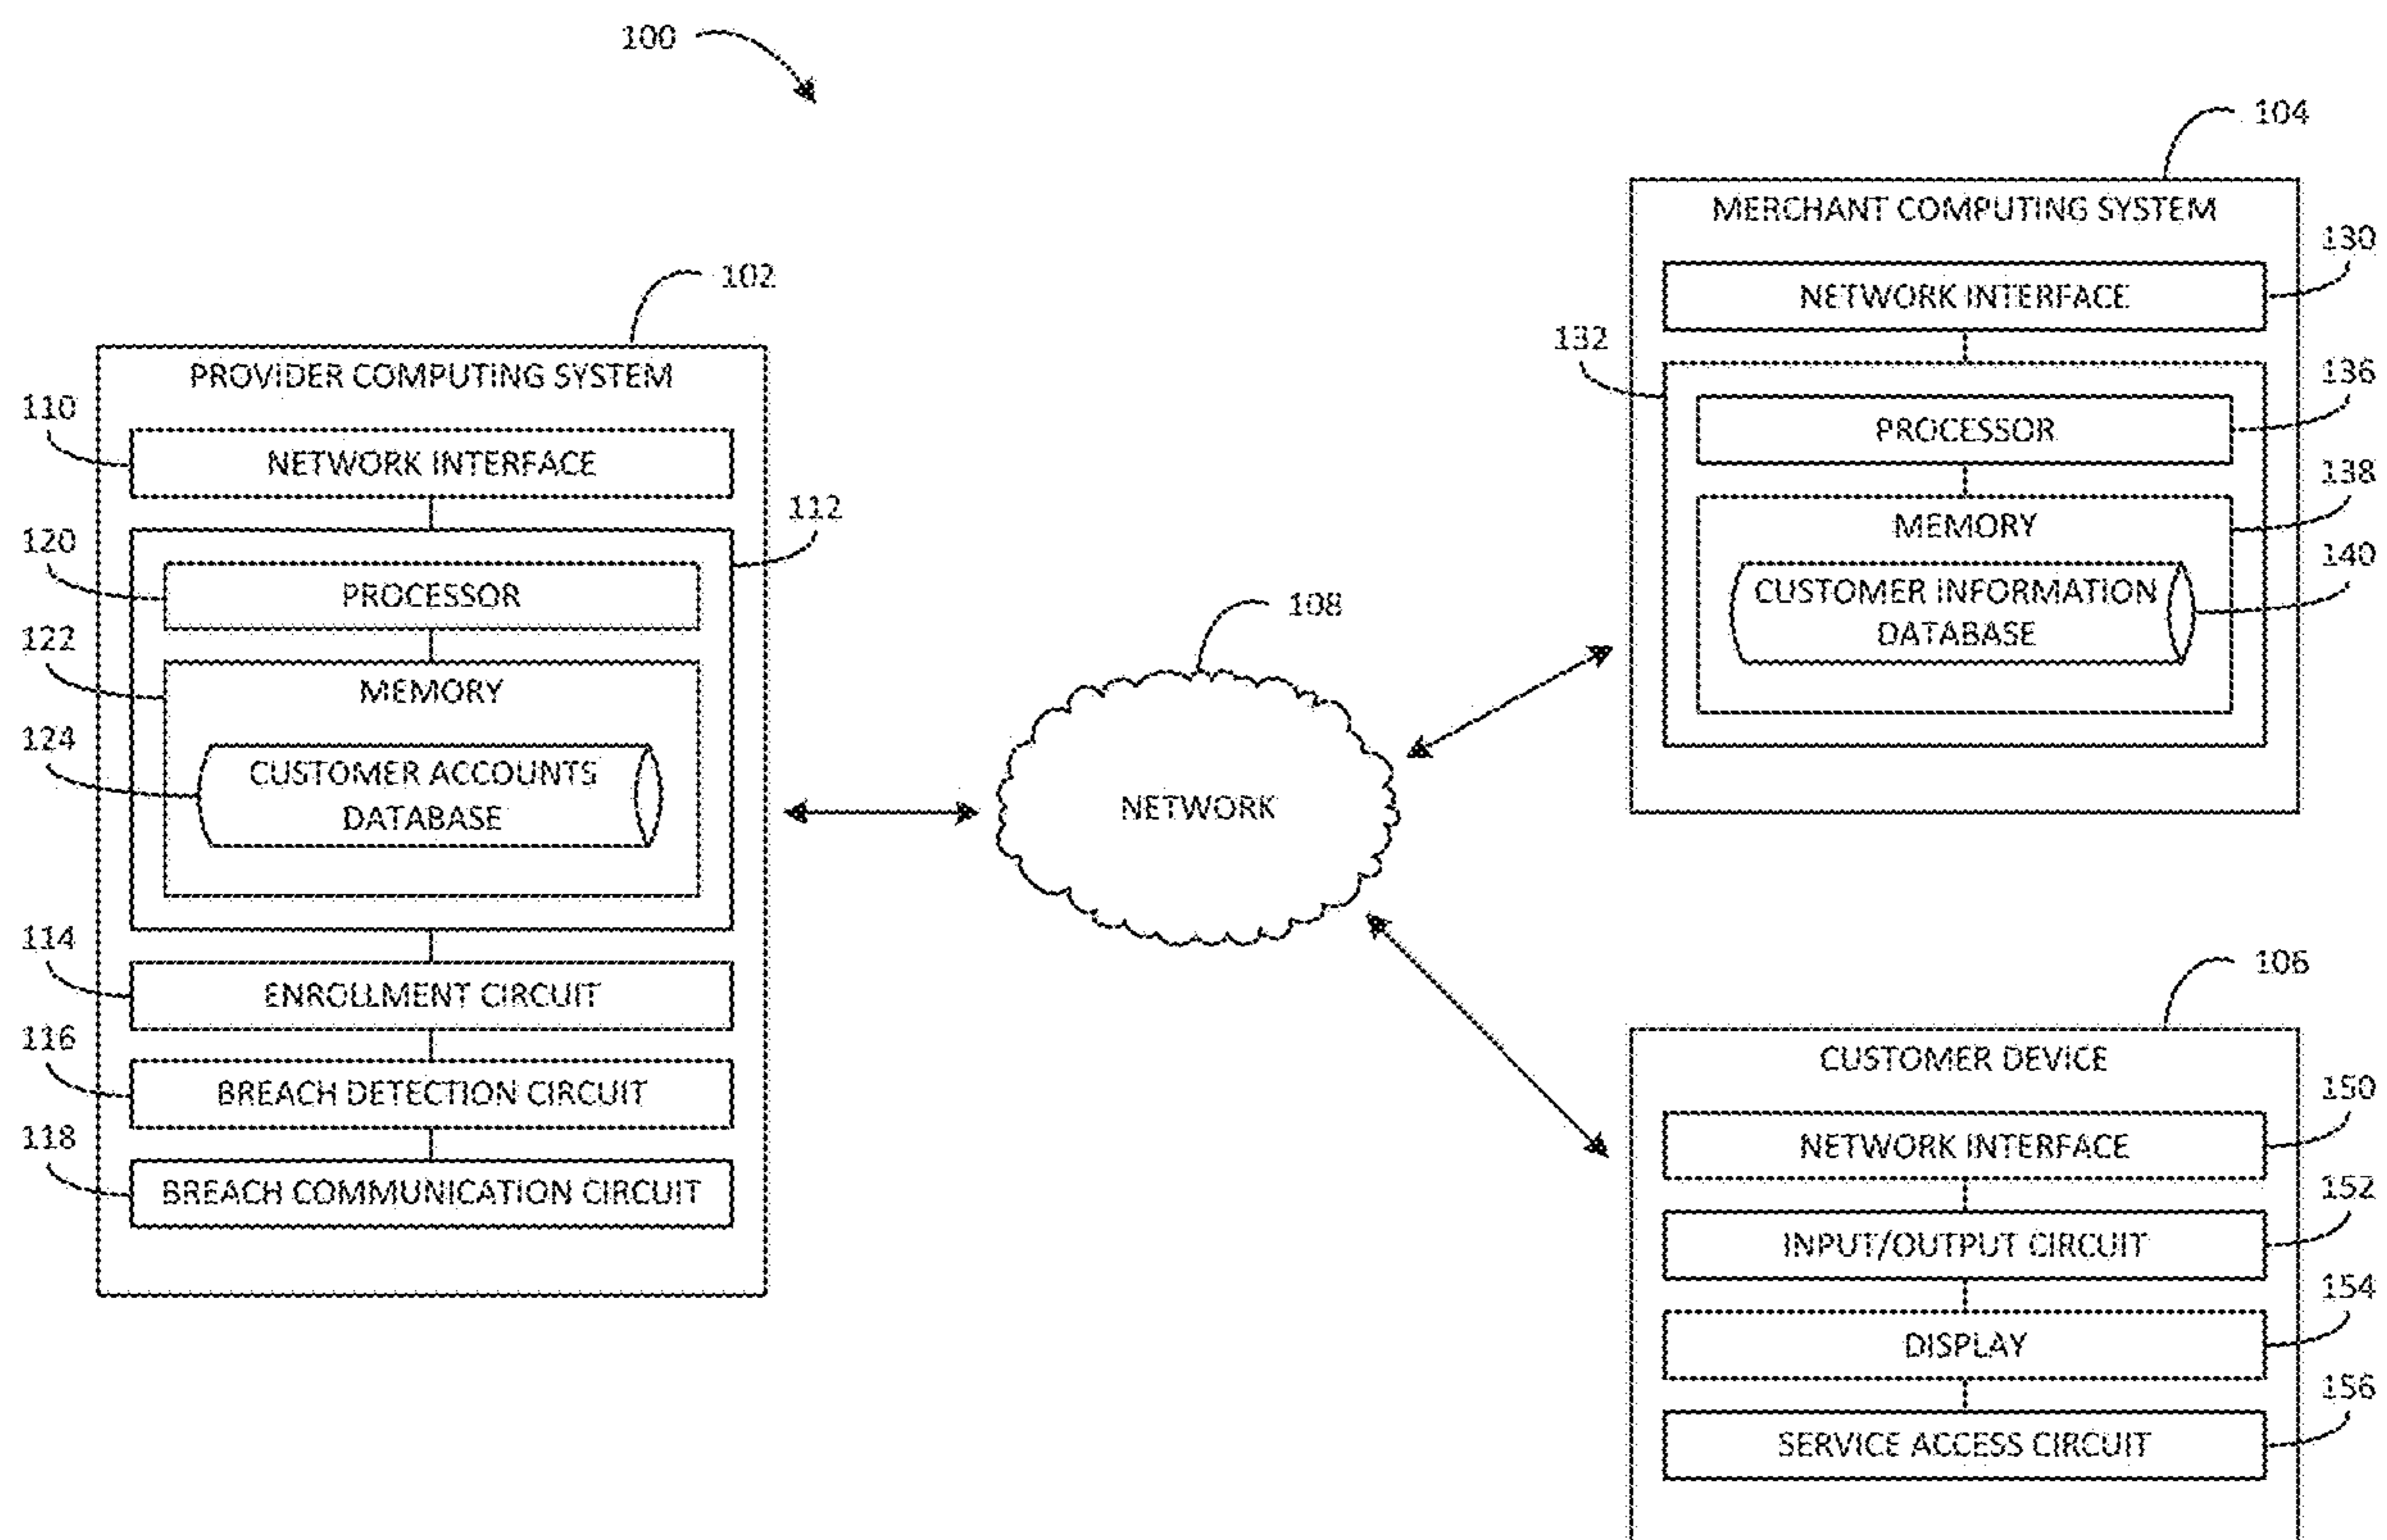 100
102
PROVIDER COMPUTING SYSTEM
110
NETWORK INTERFACE
112
120
PROCESSOR
122
MEMORY
124
CUSTOMER ACCOUNTS
DATABASE
114
ENROLLMENT CIRCUIT
116
BREACH DETECTION CIRCUIT
118
BREACH COMMUNICATION CIRCUIT
108
NETWORK
104
MERCHANT COMPUTING SYSTEM
130
NETWORK INTERFACE
132
136
PROCESSOR
138
MEMORY
140
CUSTOMER INFORMATION
DATABASE
106
CUSTOMER DEVICE
150
NETWORK INTERFACE
152
INPUT/OUTPUT CIRCUIT
154
DISPLAY
156
SERVICE ACCESS CIRCUIT